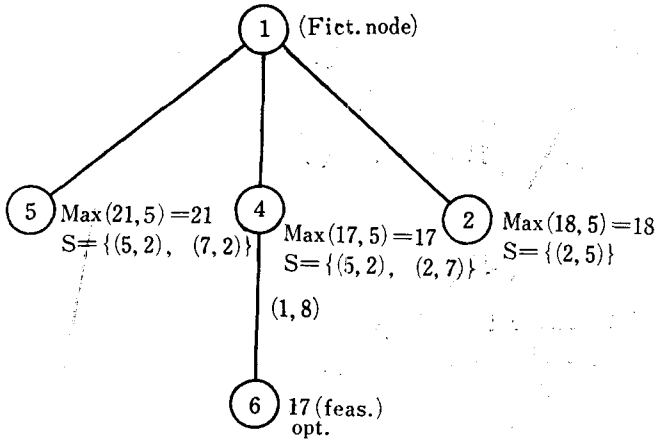 1 (Fict. node)
5 Max(21,5)=21
S={(5,2), (7,2)}
4 Max(17,5)=17
S={(5,2), (2,7)}
2 Max(18,5)=18
S={(2,5)}
(1,8)
6 17(feas.)
opt.